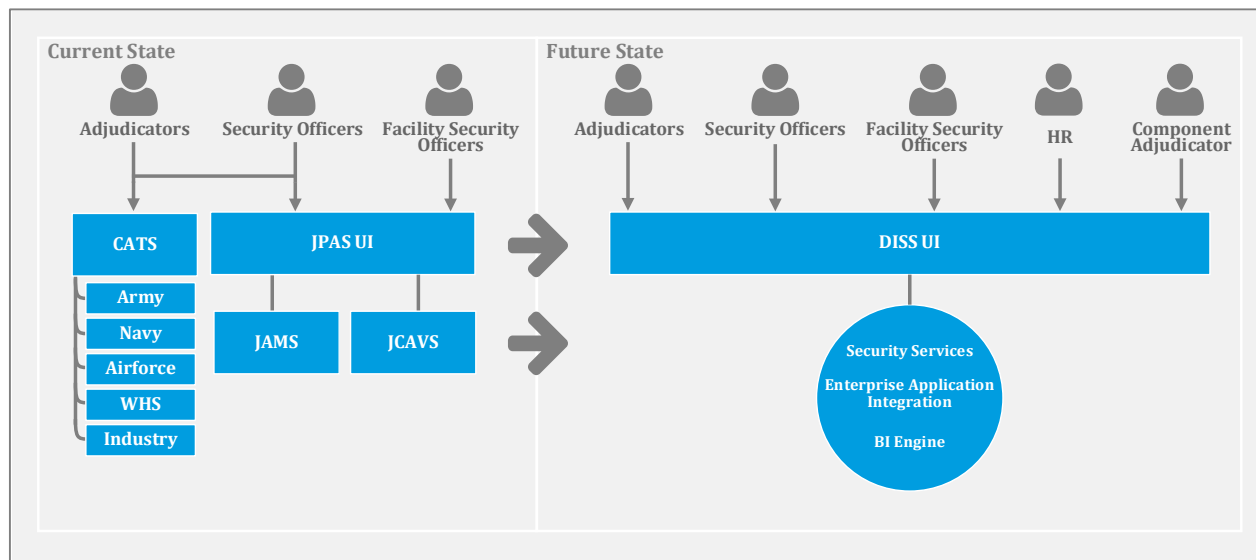 Current State
Adjudicators
Security Officers
Facility Security
Officers
CATS
JPAS UI
Army
Navy
Airforce
WHS
Industry
JAMS
JCAVS
Future State
Adjudicators
Security Officers
Facility Security
Officers
HR
Component
Adjudicator
DISS UI
Security Services
Enterprise Application
Integration
BI Engine